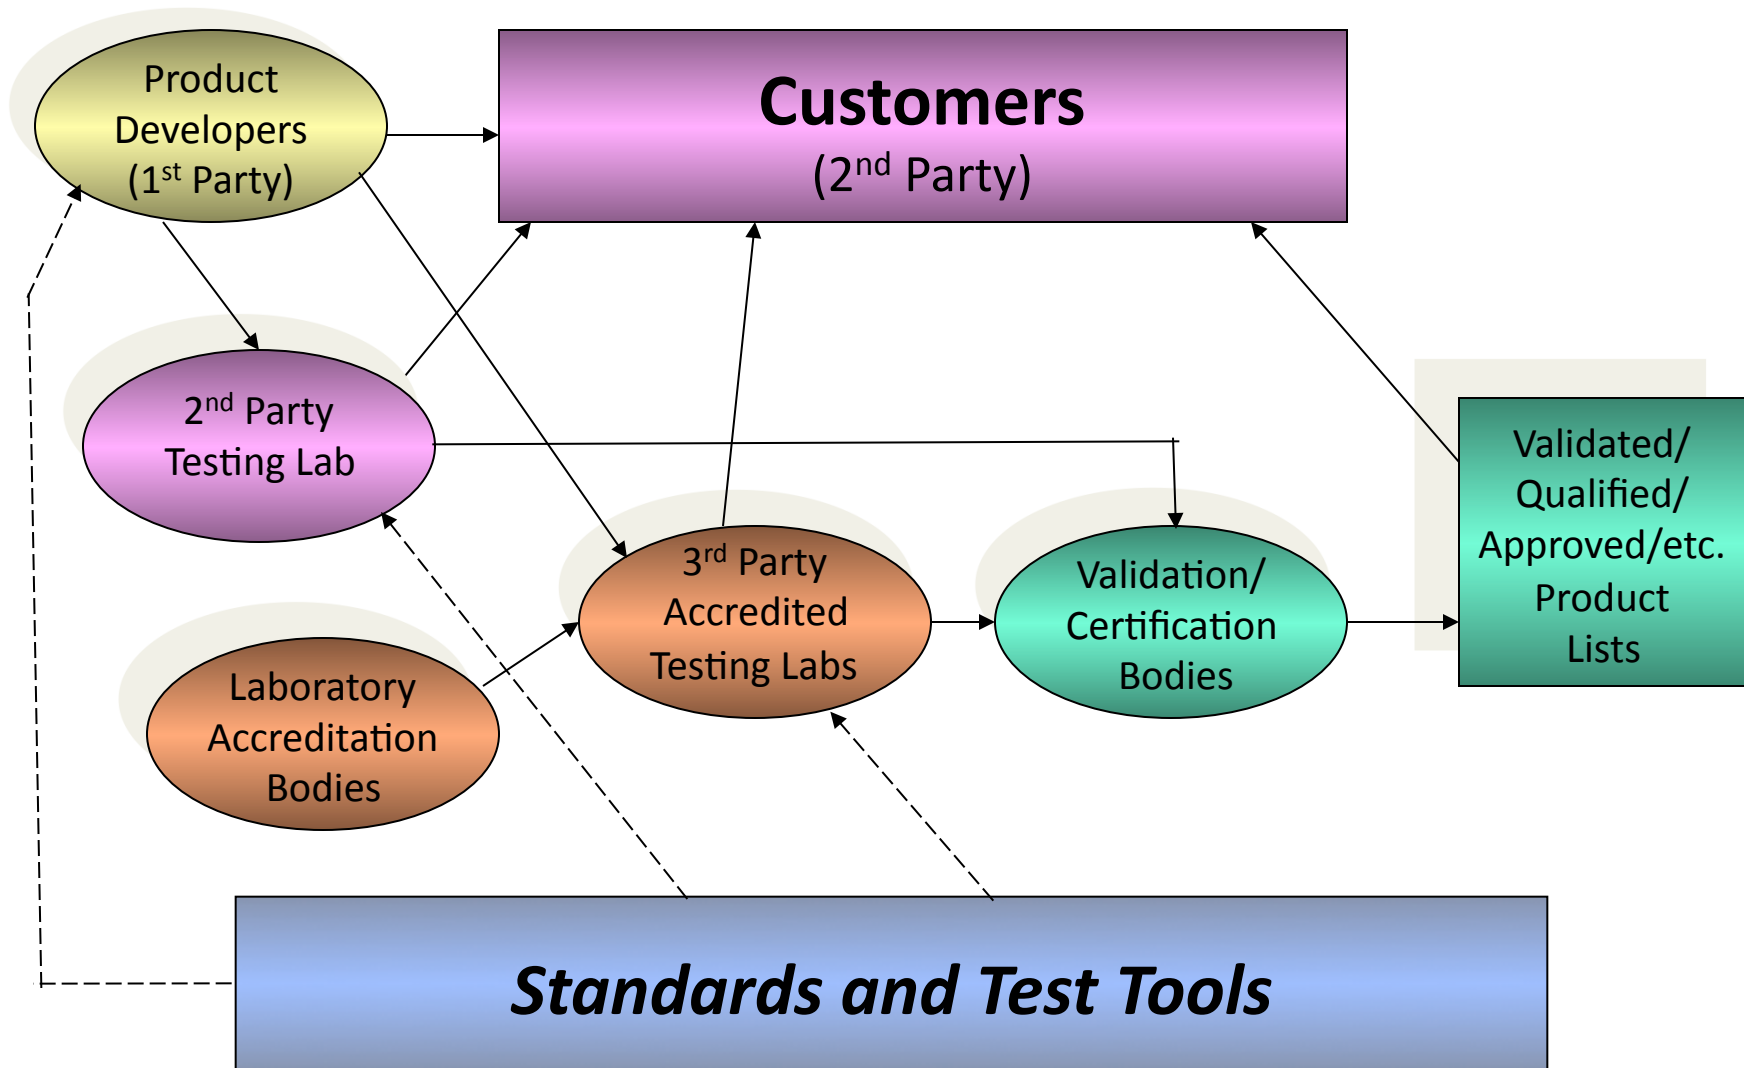 Product
Developers
(1st Party)
Customers
(2nd Party)
2nd Party
Testing Lab
3rd Party
Accredited
Testing Labs
Validation/
Certification
Bodies
Validated/
Qualified/
Approved/etc.
Product
Lists
Laboratory
Accreditation
Bodies
Standards and Test Tools